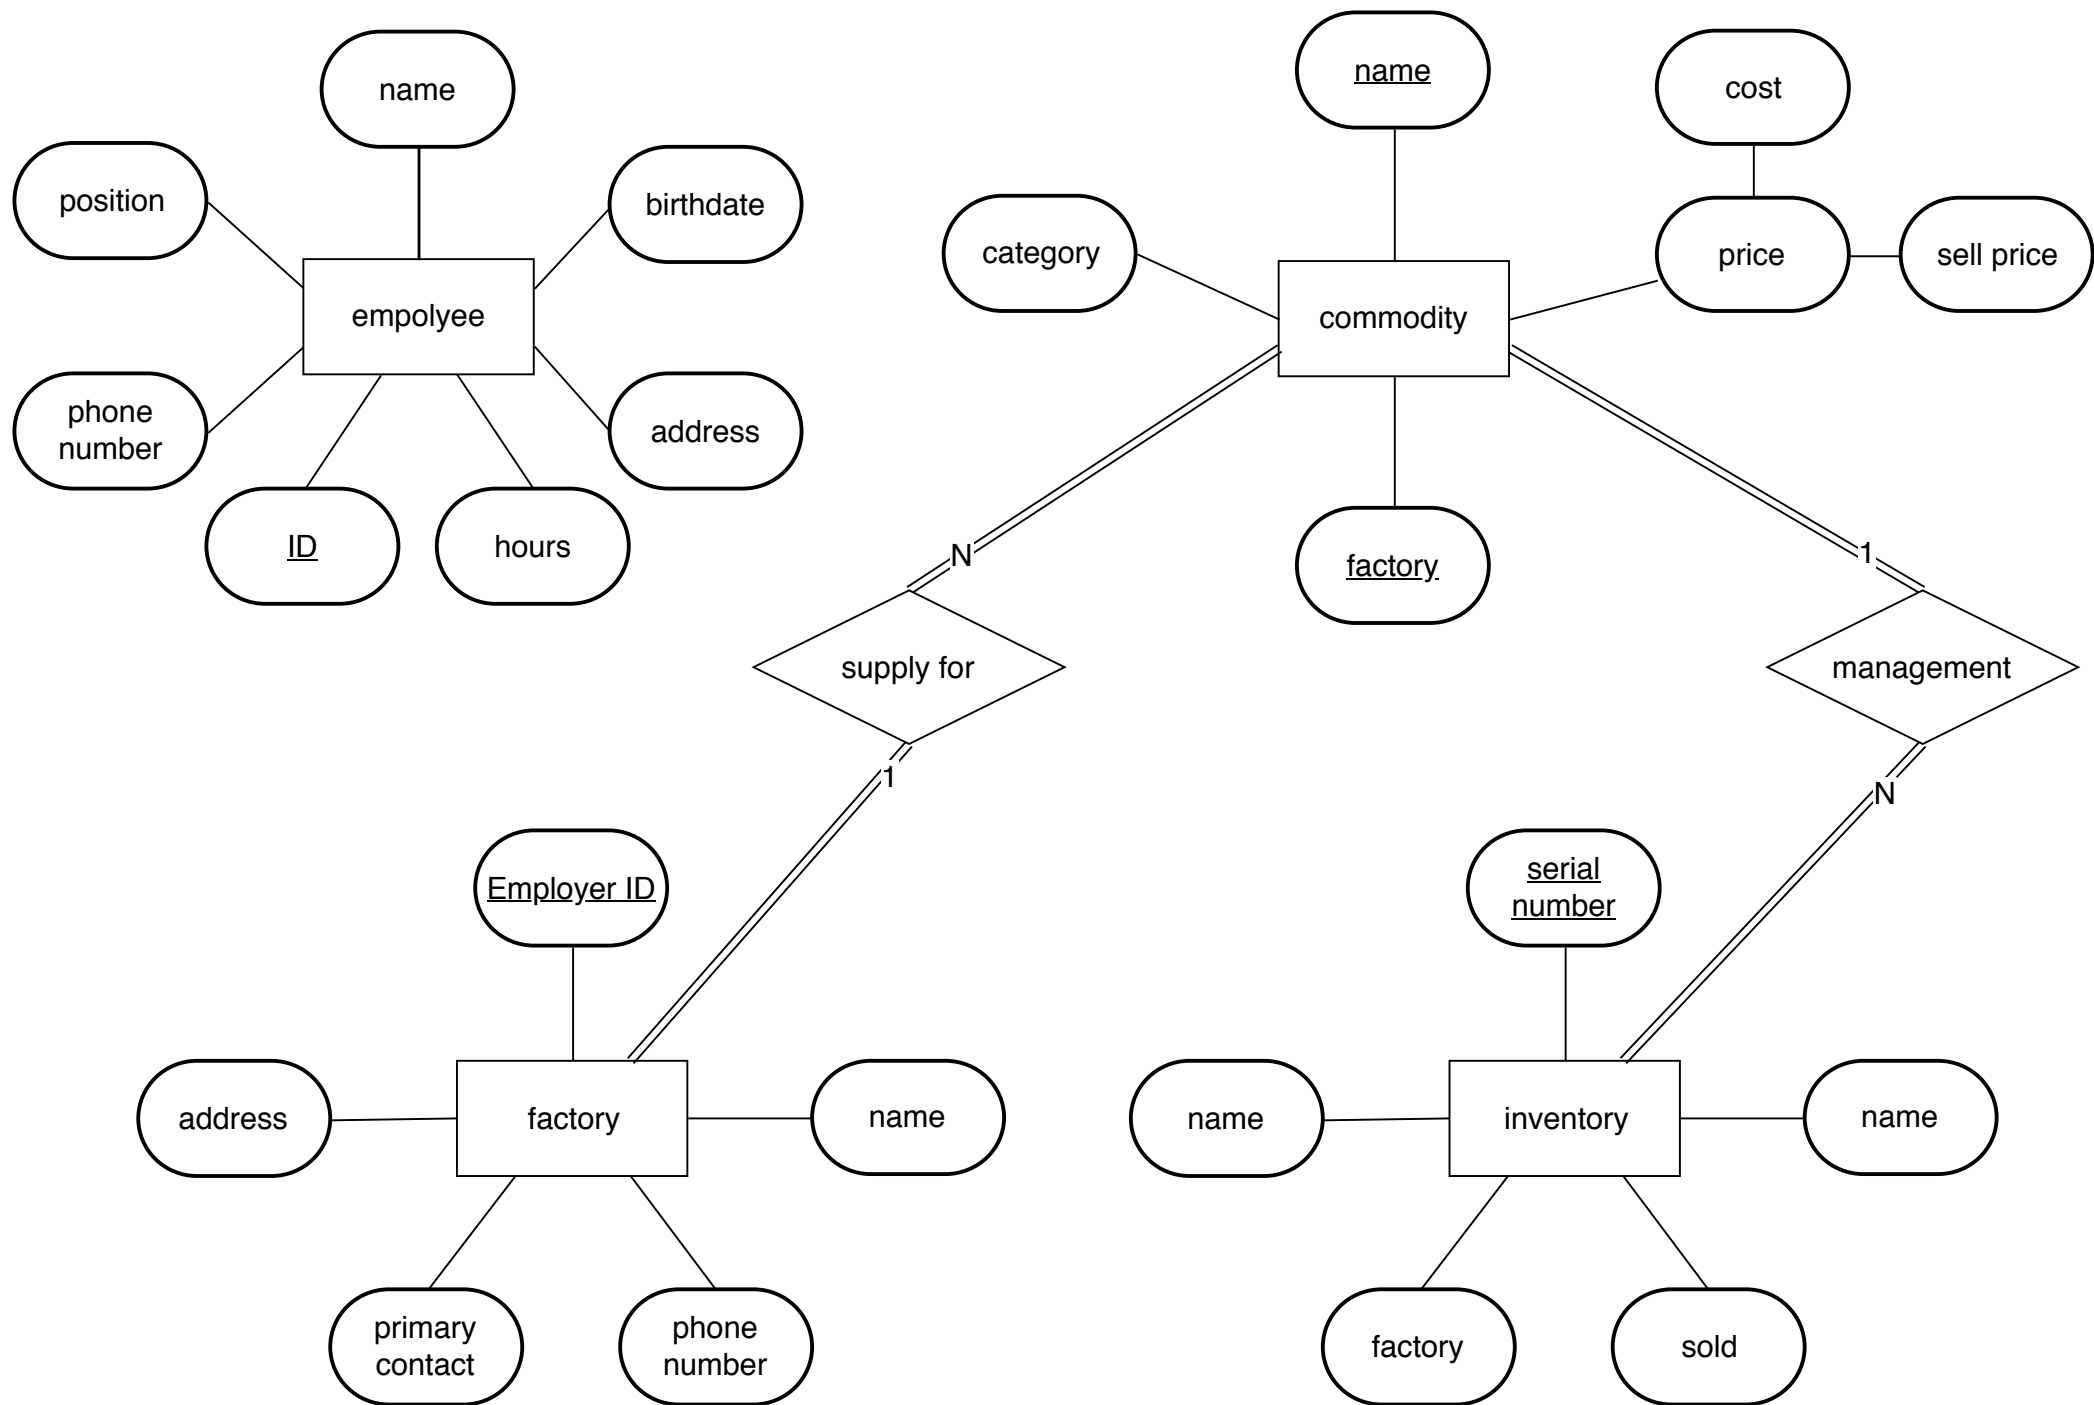 name
position
birthdate
empolyee
phone
number
address
ID
hours
name
cost
category
price
sell price
commodity
factory
N
1
supply for
management
1
N
Employer ID
address
factory
name
primary
contact
phone
number
serial
number
name
inventory
name
factory
sold